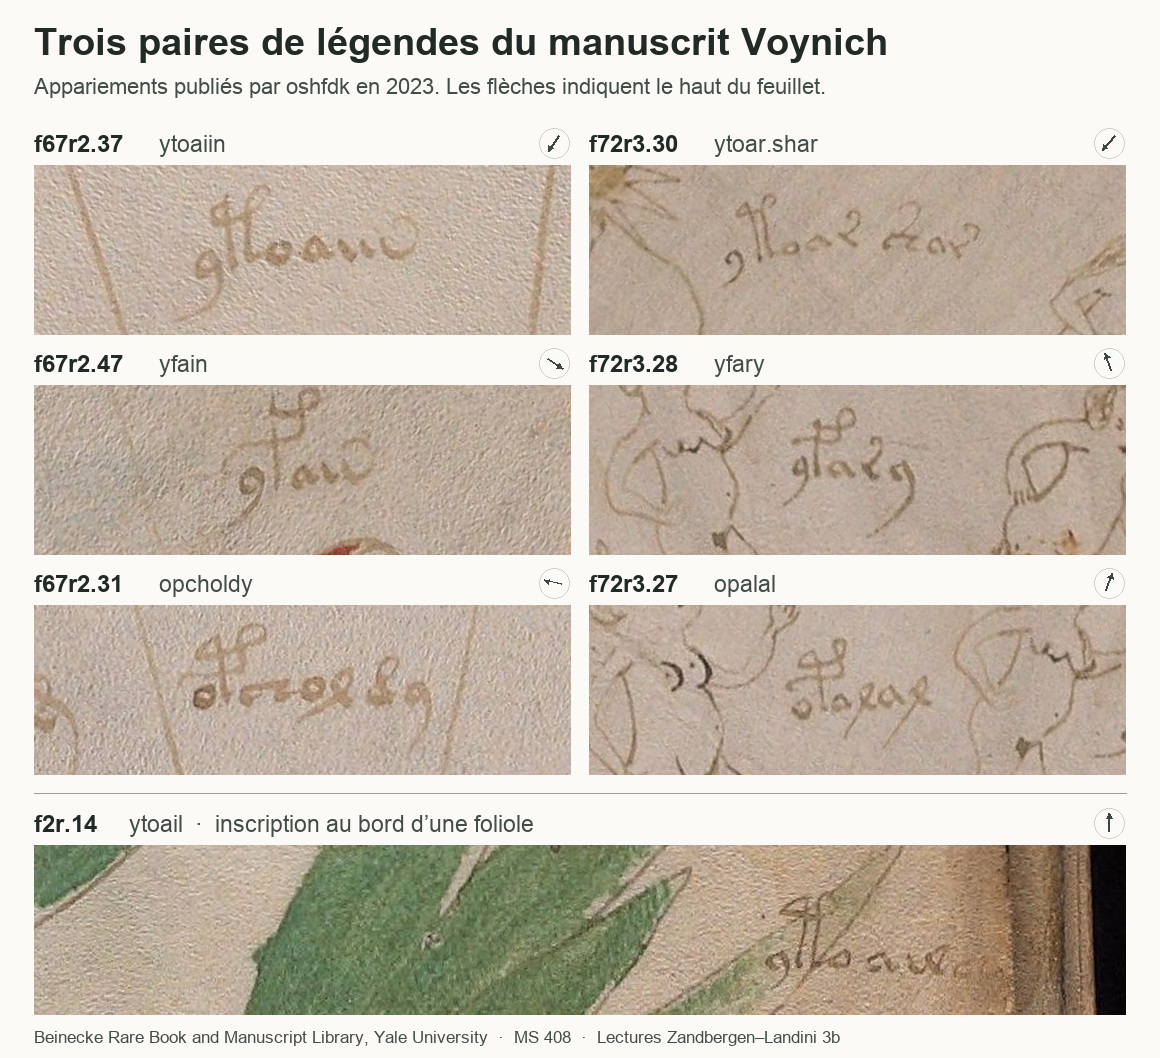 Trois paires de légendes du manuscrit Voynich
Appariements publiés par oshfdk en 2023. Les flèches indiquent le haut du feuillet.
f67r2.37 ytoaiin
f72r3.30 ytoar.shar
f67r2.47 yfain
f72r3.28 yfary
f67r2.31 opcholdy
f72r3.27 opalal
f2r.14 ytoail · inscription au bord d’une foliole
Beinecke Rare Book and Manuscript Library, Yale University · MS 408 · Lectures Zandbergen–Landini 3b